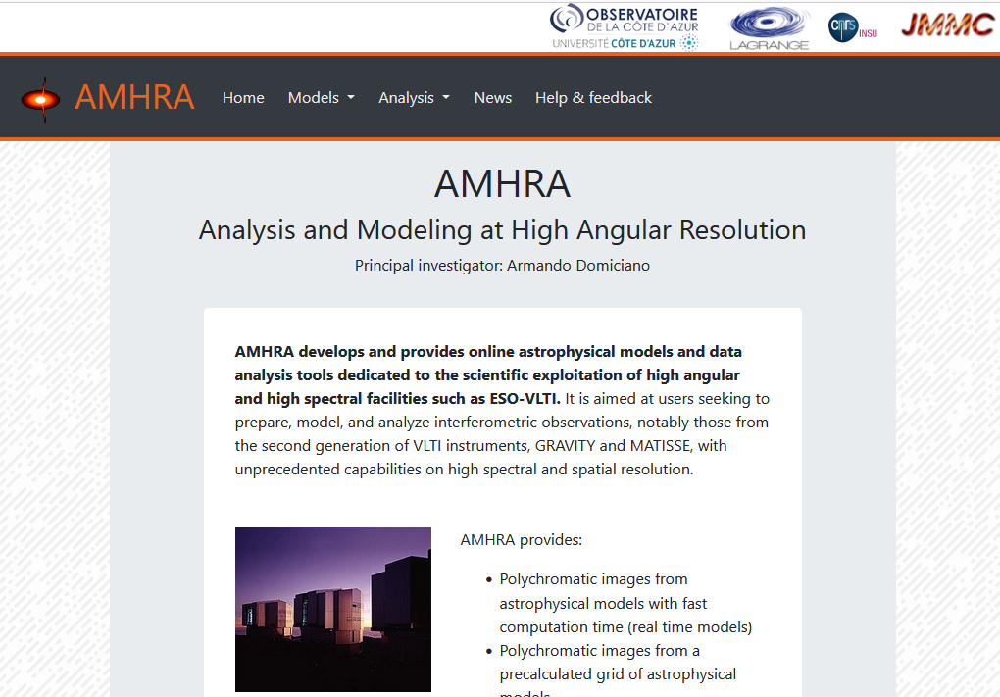 OBSERVATOIRE
DE LA CÔTE D'AZUR
UNIVERSITÉ CÔTE D'AZUR
LAGRANGE
cnrs
INSU
JMMC
AMHRA
Home
Models
Analysis
News
Help & feedback
AMHRA
Analysis and Modeling at High Angular Resolution
Principal investigator: Armando Domiciano
AMHRA develops and provides online astrophysical models and data
analysis tools dedicated to the scientific exploitation of high angular
and high spectral facilities such as ESO-VLTI. It is aimed at users seeking to
prepare, model, and analyze interferometric observations, notably those from
the second generation of VLTI instruments, GRAVITY and MATISSE, with
unprecedented capabilities on high spectral and spatial resolution.
AMHRA provides:
• Polychromatic images from
astrophysical models with fast
computation time (real time models)
• Polychromatic images from a
precalculated grid of astrophysical
models